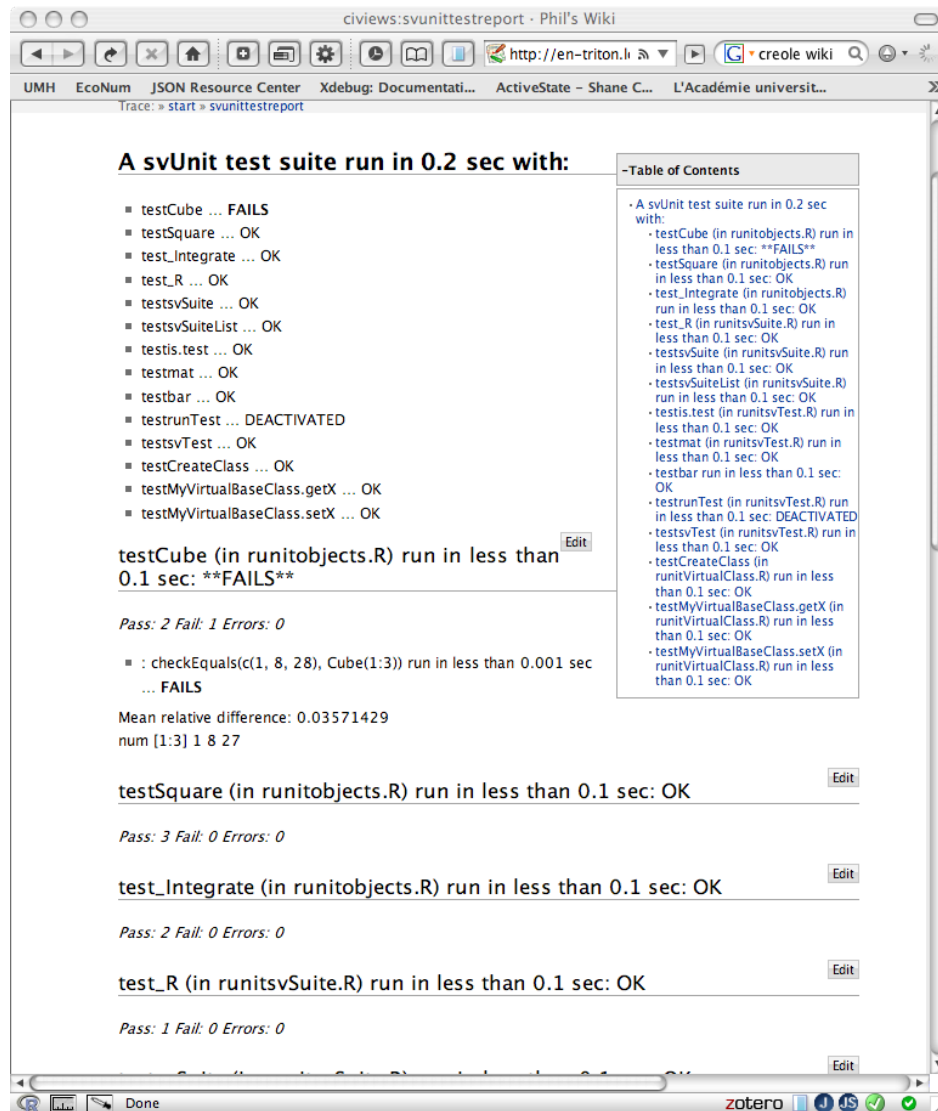 civiews:svunittestreport · Phil's Wiki
http://en-triton.l
G
creole wiki
UMH EcoNum JSON Resource Center Xdebug: Documentati... ActiveState – Shane C... L'Académie universit...
Trace: » start » svunittestreport
A svUnit test suite run in 0.2 sec with:
testCube ... FAILS
testSquare ... OK
test_Integrate ... OK
test_R ... OK
testsvSuite ... OK
testsvSuiteList ... OK
testis.test ... OK
testmat ... OK
testbar ... OK
testrunTest ... DEACTIVATED
testsvTest ... OK
testCreateClass ... OK
testMyVirtualBaseClass.getX ... OK
testMyVirtualBaseClass.setX ... OK
–Table of Contents
A svUnit test suite run in 0.2 sec
with:
testCube (in runitobjects.R) run in
less than 0.1 sec: **FAILS**
testSquare (in runitobjects.R) run
in less than 0.1 sec: OK
test_Integrate (in runitobjects.R)
run in less than 0.1 sec: OK
test_R (in runitsvSuite.R) run in
less than 0.1 sec: OK
testsvSuite (in runitsvSuite.R) run
in less than 0.1 sec: OK
testsvSuiteList (in runitsvSuite.R)
run in less than 0.1 sec: OK
testis.test (in runitsvTest.R) run in
less than 0.1 sec: OK
testmat (in runitsvTest.R) run in
less than 0.1 sec: OK
testbar run in less than 0.1 sec:
OK
testrunTest (in runitsvTest.R) run
in less than 0.1 sec: DEACTIVATED
testsvTest (in runitsvTest.R) run in
less than 0.1 sec: OK
testCreateClass (in
runitVirtualClass.R) run in less
than 0.1 sec: OK
testMyVirtualBaseClass.getX (in
runitVirtualClass.R) run in less
than 0.1 sec: OK
testMyVirtualBaseClass.setX (in
runitVirtualClass.R) run in less
than 0.1 sec: OK
Edit
testCube (in runitobjects.R) run in less than
0.1 sec: **FAILS**
Pass: 2 Fail: 1 Errors: 0
: checkEquals(c(1, 8, 28), Cube(1:3)) run in less than 0.001 sec
... FAILS
Mean relative difference: 0.03571429
num [1:3] 1 8 27
Edit
testSquare (in runitobjects.R) run in less than 0.1 sec: OK
Pass: 3 Fail: 0 Errors: 0
Edit
test_Integrate (in runitobjects.R) run in less than 0.1 sec: OK
Pass: 2 Fail: 0 Errors: 0
Edit
test_R (in runitsvSuite.R) run in less than 0.1 sec: OK
Pass: 1 Fail: 0 Errors: 0
Edit
R
Done
zotero
J
JS